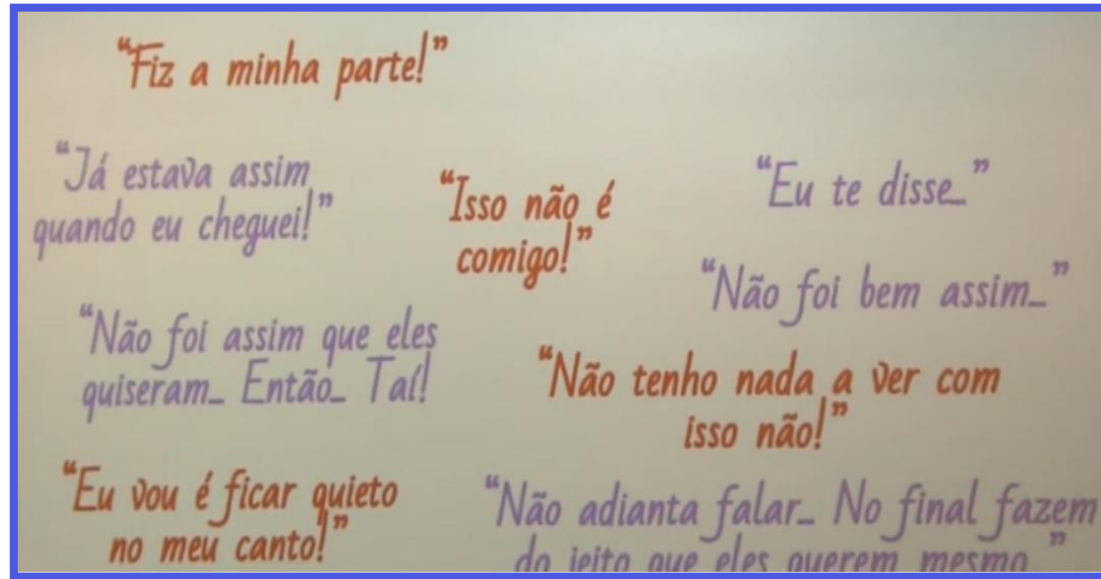 “Fiz a minha parte!”
“Já estava assim
quando eu cheguei!”
“Isso não é
comigo!”
“Eu te disse...”
“Não foi bem assim...”
“Não foi assim que eles
quiseram... Então... Taí!
“Não tenho nada a ver com
isso não!”
“Eu vou é ficar quieto
no meu canto!”
“Não adianta falar... No final fazem
do jeito que eles querem mesmo.”